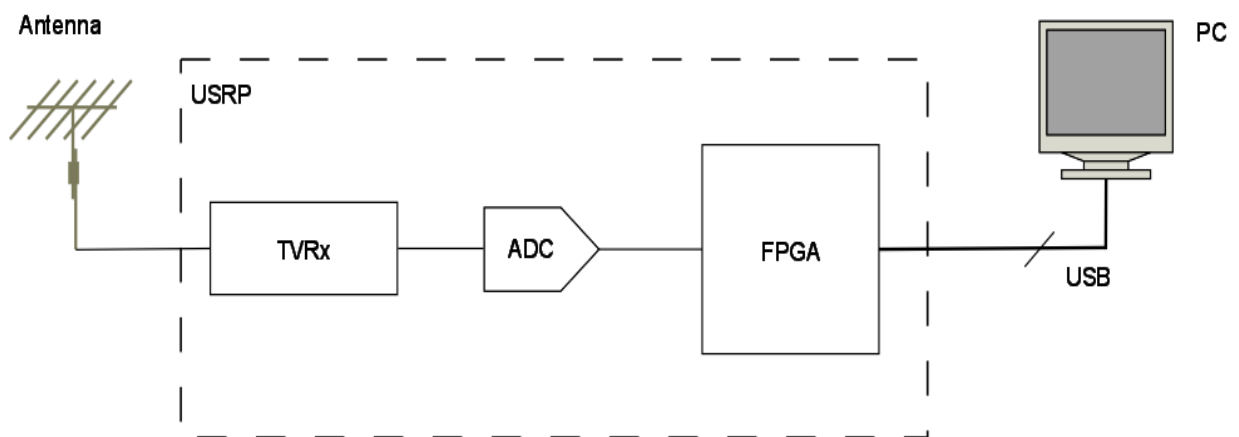 Antenna
PC
USRP
TVRx
ADC
FPGA
USB